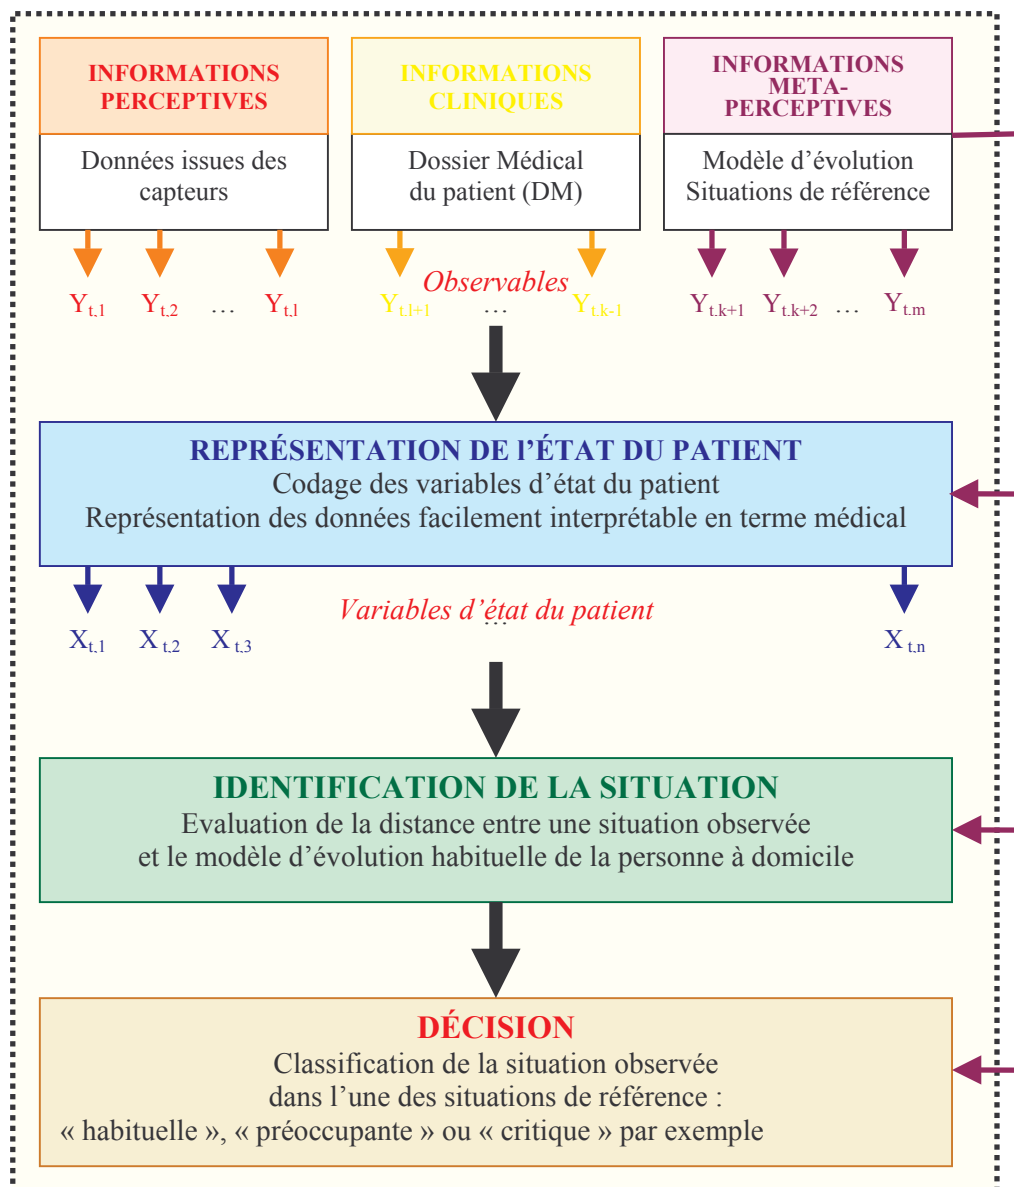 INFORMATIONS
PERCEPTIVES
Données issues des
capteurs
INFORMATIONS
CLINIQUES
Dossier Médical
du patient (DM)
INFORMATIONS
META-
PERCEPTIVES
Modèle d’évolution
Situations de référence
Observables
Y t,1 Y t,2 … Y t,l Y t,l+1 … Y t,k-1 Y t,k+1 Y t,k+2 … Y t,m
REPRÉSENTATION DE l’ÉTAT DU PATIENT
Codage des variables d’état du patient
Représentation des données facilement interprétable en terme médical
Variables d’état du patient
…
X t,1 X t,2 X t,3 X t,n
IDENTIFICATION DE LA SITUATION
Evaluation de la distance entre une situation observée
et le modèle d’évolution habituelle de la personne à domicile
DÉCISION
Classification de la situation observée
dans l’une des situations de référence :
« habituelle », « préoccupante » ou « critique » par exemple